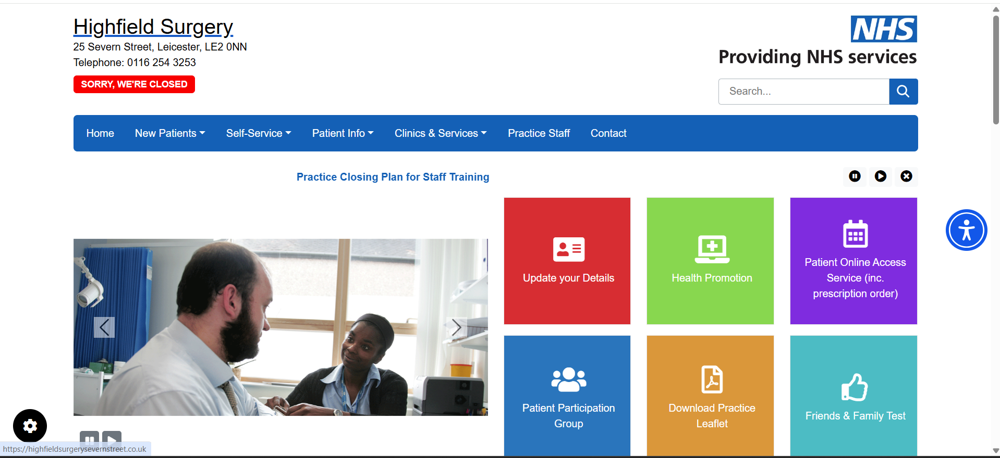 Highfield Surgery
25 Severn Street, Leicester, LE2 0NN
Telephone: 0116 254 3253
SORRY, WE'RE CLOSED
NHS
Providing NHS services
Search...
Home New Patients Self-Service Patient Info Clinics & Services Practice Staff Contact
Practice Closing Plan for Staff Training
Update your Details
Health Promotion
Patient Online Access
Service (inc.
prescription order)
Patient Participation
Group
Download Practice
Leaflet
Friends & Family Test
https://highfieldsurgerysevernstreet.co.uk